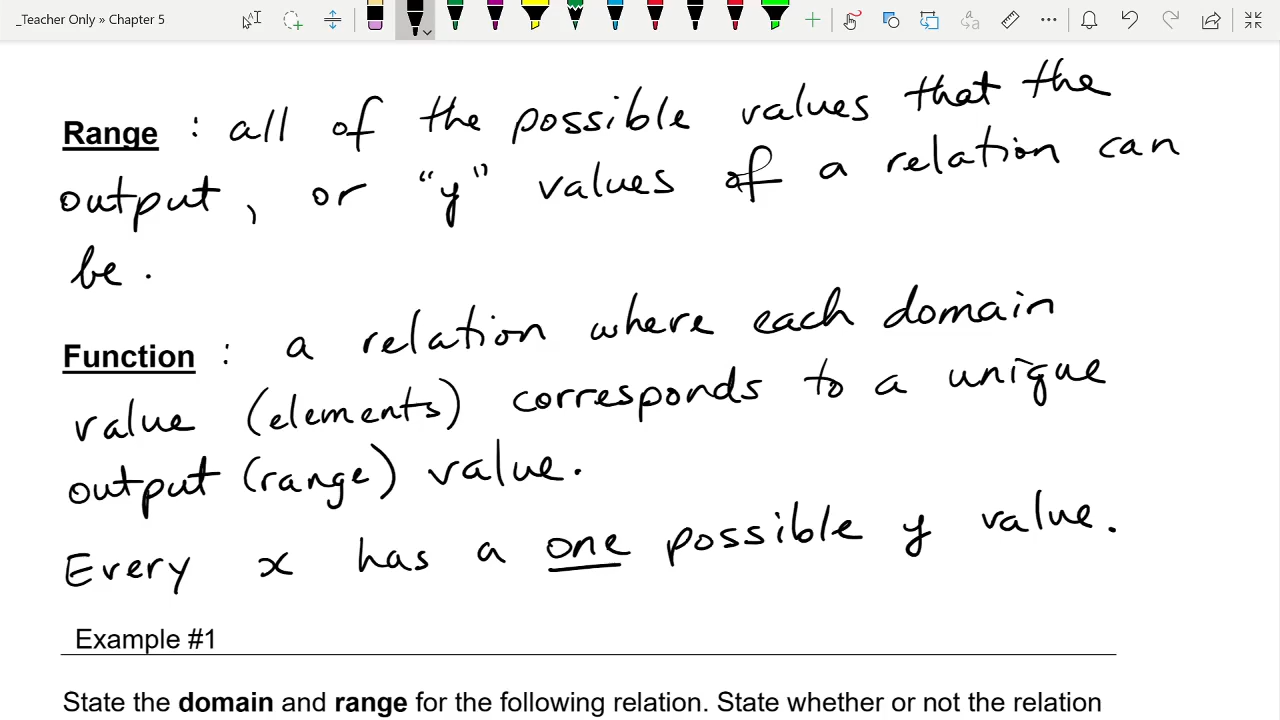 _Teacher Only » Chapter 5
Range : all of the possible values that the
output, or "y" values of a relation can
be.
Function : a relation where each domain
value (elements) corresponds to a unique
output (range) value.
Every x has a one possible y value.
Example #1
State the domain and range for the following relation. State whether or not the relation